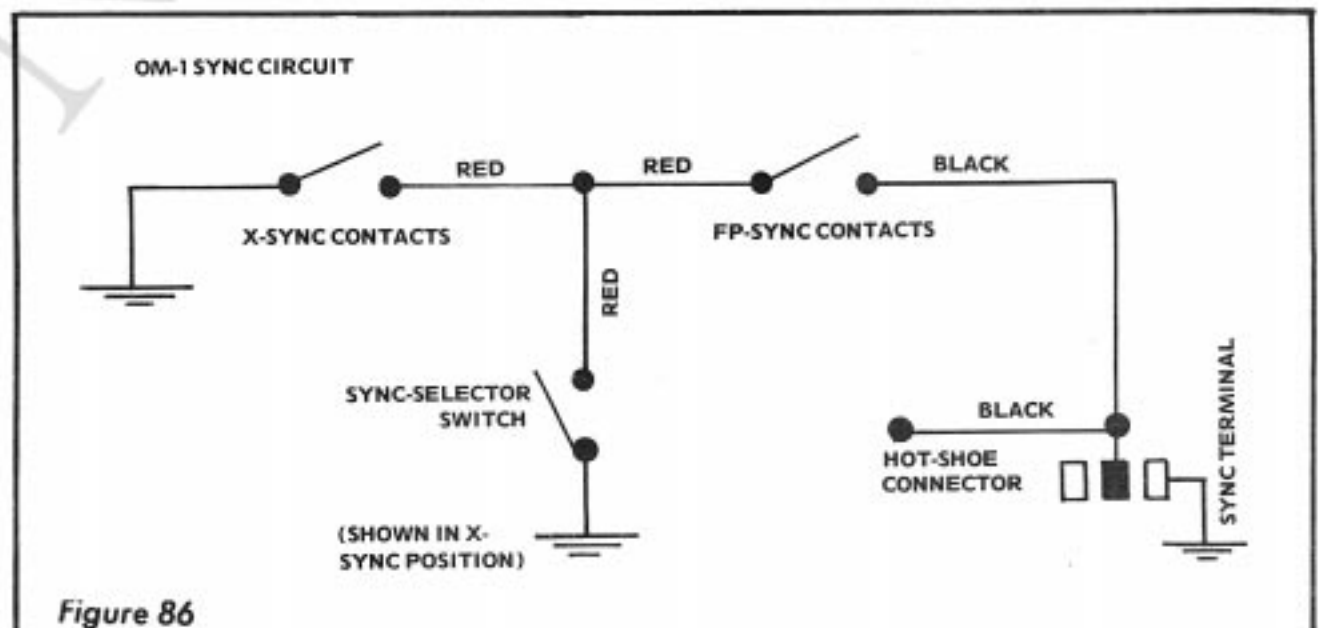 OM-1 SYNC CIRCUIT
RED
RED
BLACK
X-SYNC CONTACTS
FP-SYNC CONTACTS
RED
SYNC-SELECTOR
SWITCH
BLACK
HOT-SHOE
CONNECTOR
SYNC TERMINAL
(SHOWN IN X-
SYNC POSITION)
Figure 86